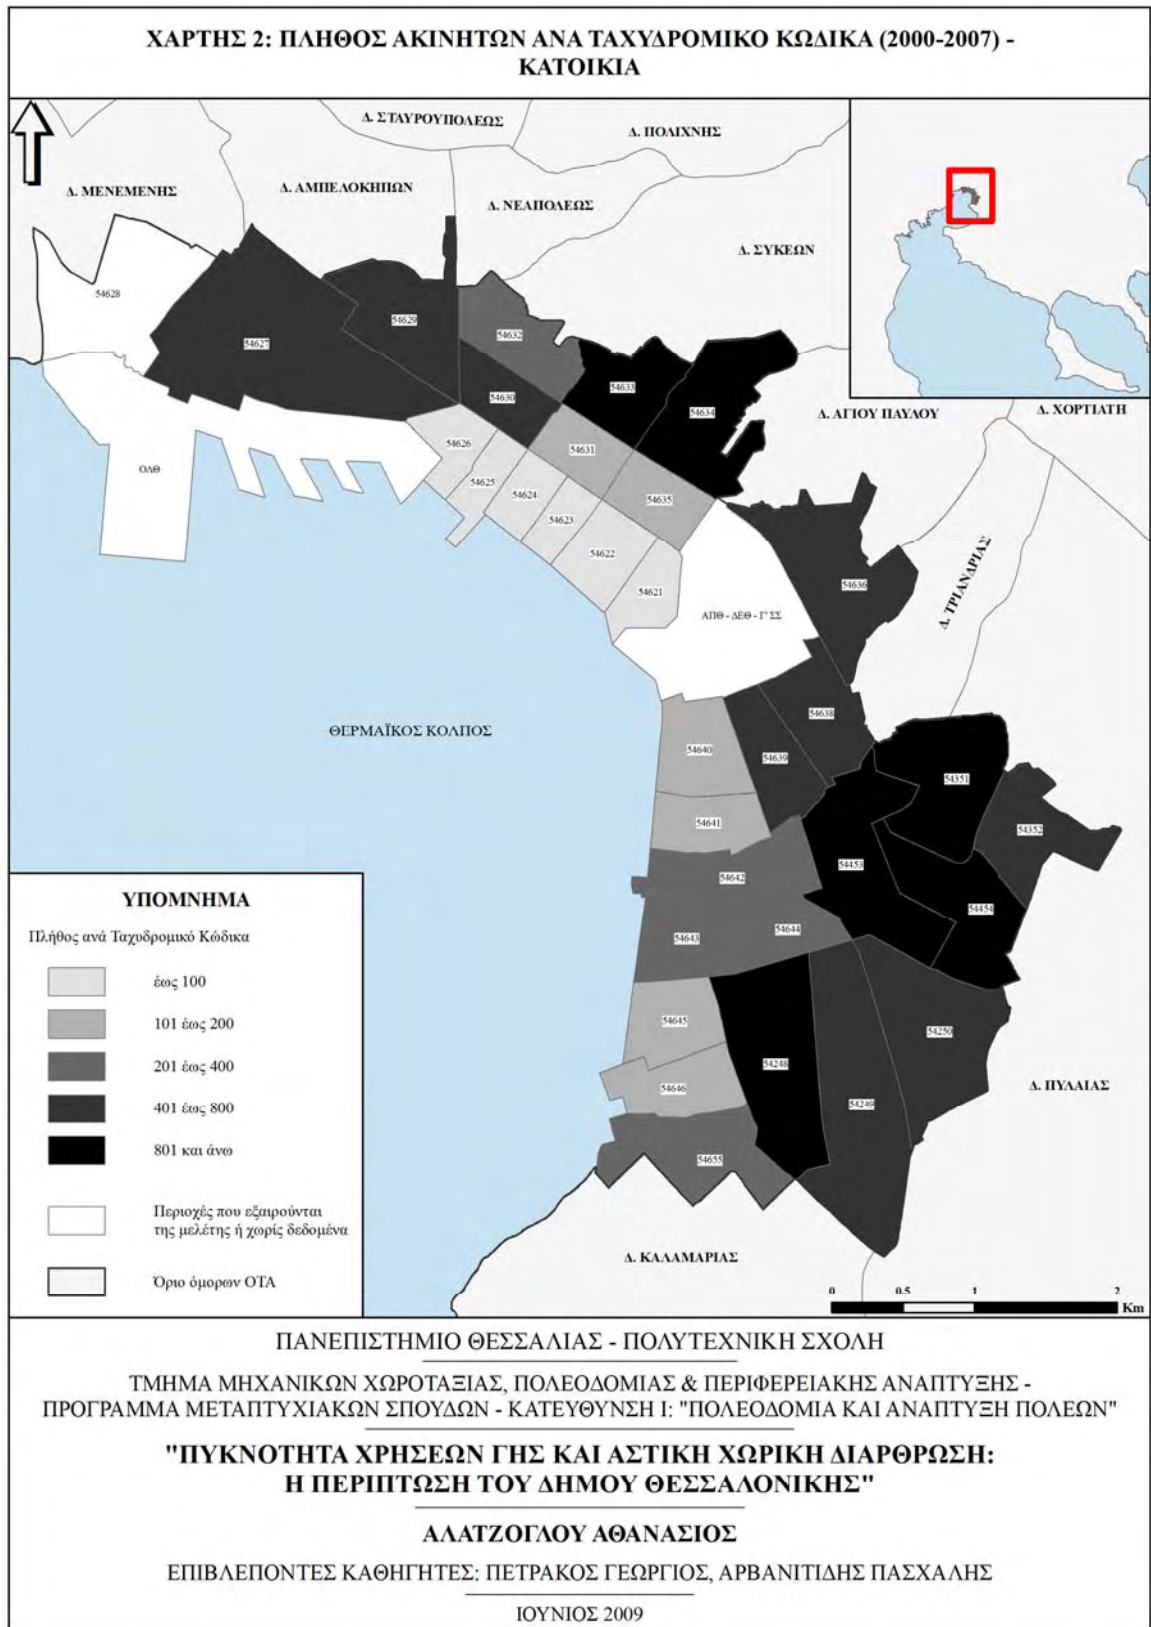 ΧΑΡΤΗΣ 2: ΠΛΗΘΟΣ ΑΚΙΝΗΤΩΝ ΑΝΑ ΤΑΧΥΔΡΟΜΙΚΟ ΚΩΔΙΚΑ (2000-2007) -
ΚΑΤΟΙΚΙΑ
Δ. ΣΤΑΥΡΟΥΠΟΛΕΩΣ
Δ. ΠΟΛΙΧΝΗΣ
Δ. ΜΕΝΕΜΕΝΗΣ
Δ. ΑΜΠΕΛΟΚΗΠΩΝ
Δ. ΝΕΑΠΟΛΕΩΣ
Δ. ΣΥΚΕΩΝ
54628
54629
54627
54632
54630
54633
54634
Δ. ΑΓΙΟΥ ΠΑΥΛΟΥ
Δ. ΧΟΡΤΙΑΤΗ
ΟΛΘ
54626
54631
54625
54624
54635
54623
54622
54621
54636
Δ. ΤΡΙΑΝΔΡΙΑΣ
ΑΠΘ - ΔΕΘ - Γ' ΣΣ
ΘΕΡΜΑΪΚΟΣ ΚΟΛΠΟΣ
54638
54640
54639
54351
54641
54352
54453
54642
54454
54643
54644
54645
54250
54248
54646
54249
54655
Δ. ΠΥΛΑΙΑΣ
Δ. ΚΑΛΑΜΑΡΙΑΣ
ΥΠΟΜΝΗΜΑ
Πλήθος ανά Ταχυδρομικό Κώδικα
έως 100
101 έως 200
201 έως 400
401 έως 800
801 και άνω
Περιοχές που εξαιρούνται
της μελέτης ή χωρίς δεδομένα
Όριο όμορων ΟΤΑ
0 0.5 1 2
Km
ΠΑΝΕΠΙΣΤΗΜΙΟ ΘΕΣΣΑΛΙΑΣ - ΠΟΛΥΤΕΧΝΙΚΗ ΣΧΟΛΗ
ΤΜΗΜΑ ΜΗΧΑΝΙΚΩΝ ΧΩΡΟΤΑΞΙΑΣ, ΠΟΛΕΟΔΟΜΙΑΣ & ΠΕΡΙΦΕΡΕΙΑΚΗΣ ΑΝΑΠΤΥΞΗΣ -
ΠΡΟΓΡΑΜΜΑ ΜΕΤΑΠΤΥΧΙΑΚΩΝ ΣΠΟΥΔΩΝ - ΚΑΤΕΥΘΥΝΣΗ Ι: "ΠΟΛΕΟΔΟΜΙΑ ΚΑΙ ΑΝΑΠΤΥΞΗ ΠΟΛΕΩΝ"
"ΠΥΚΝΟΤΗΤΑ ΧΡΗΣΕΩΝ ΓΗΣ ΚΑΙ ΑΣΤΙΚΗ ΧΩΡΙΚΗ ΔΙΑΡΘΡΩΣΗ:
Η ΠΕΡΙΠΤΩΣΗ ΤΟΥ ΔΗΜΟΥ ΘΕΣΣΑΛΟΝΙΚΗΣ"
ΑΛΑΤΖΟΓΛΟΥ ΑΘΑΝΑΣΙΟΣ
ΕΠΙΒΛΕΠΟΝΤΕΣ ΚΑΘΗΓΗΤΕΣ: ΠΕΤΡΑΚΟΣ ΓΕΩΡΓΙΟΣ, ΑΡΒΑΝΙΤΙΔΗΣ ΠΑΣΧΑΛΗΣ
ΙΟΥΝΙΟΣ 2009